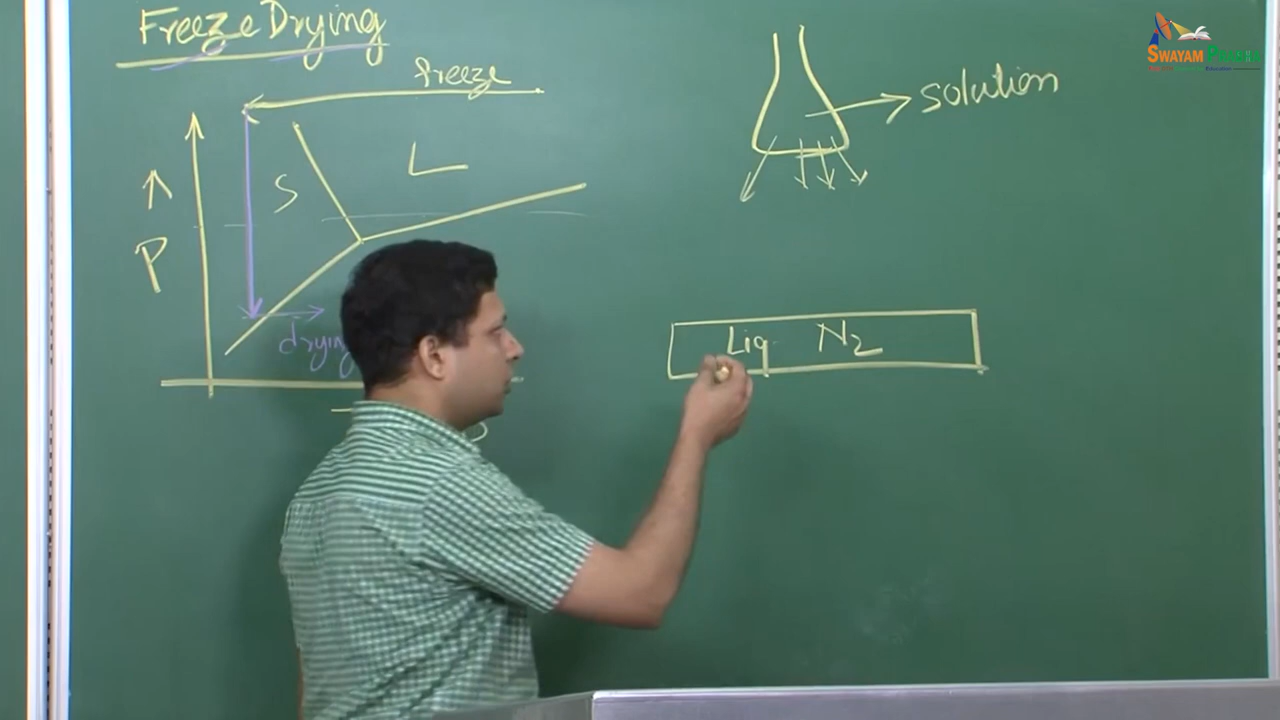 Freeze Drying
freeze
S
L
P
drying
solution
Liq. N2
SWAYAM PRABHA